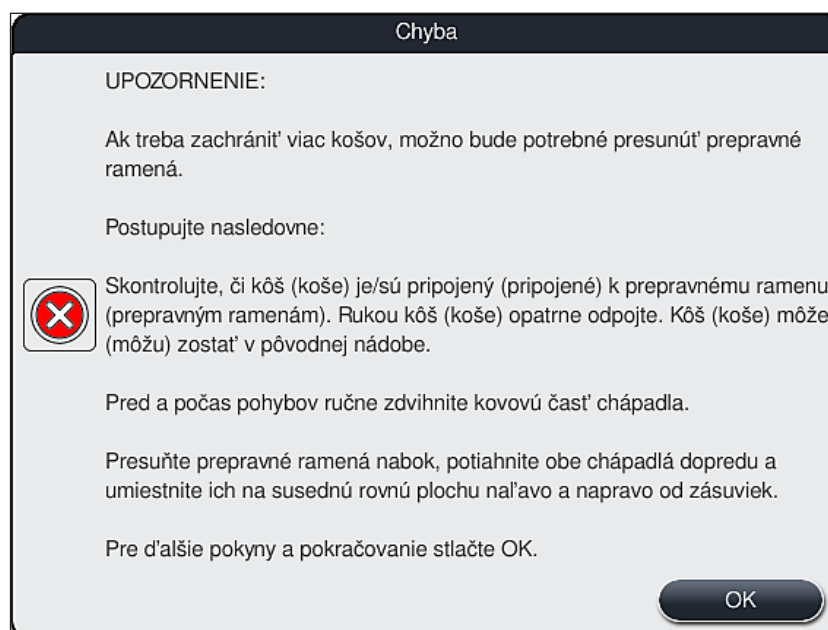 Chyba
UPOZORNENIE:
Ak treba zachrániť viac košov, možno bude potrebné presunúť prepravné
ramená.
Postupujte nasledovne:
Skontrolujte, či kôš (koše) je/sú pripojený (pripojené) k prepravnému ramenu
(prepravným ramenám). Rukou kôš (koše) opatrne odpojte. Kôš (koše) môže
(môžu) zostať v pôvodnej nádobe.
Pred a počas pohybov ručne zdvihnite kovovú časť chápadla.
Presuňte prepravné ramená nabok, potiahnite obe chápadlá dopredu a
umiestnite ich na susednú rovnú plochu naľavo a napravo od zásuviek.
Pre ďalšie pokyny a pokračovanie stlačte OK.
OK